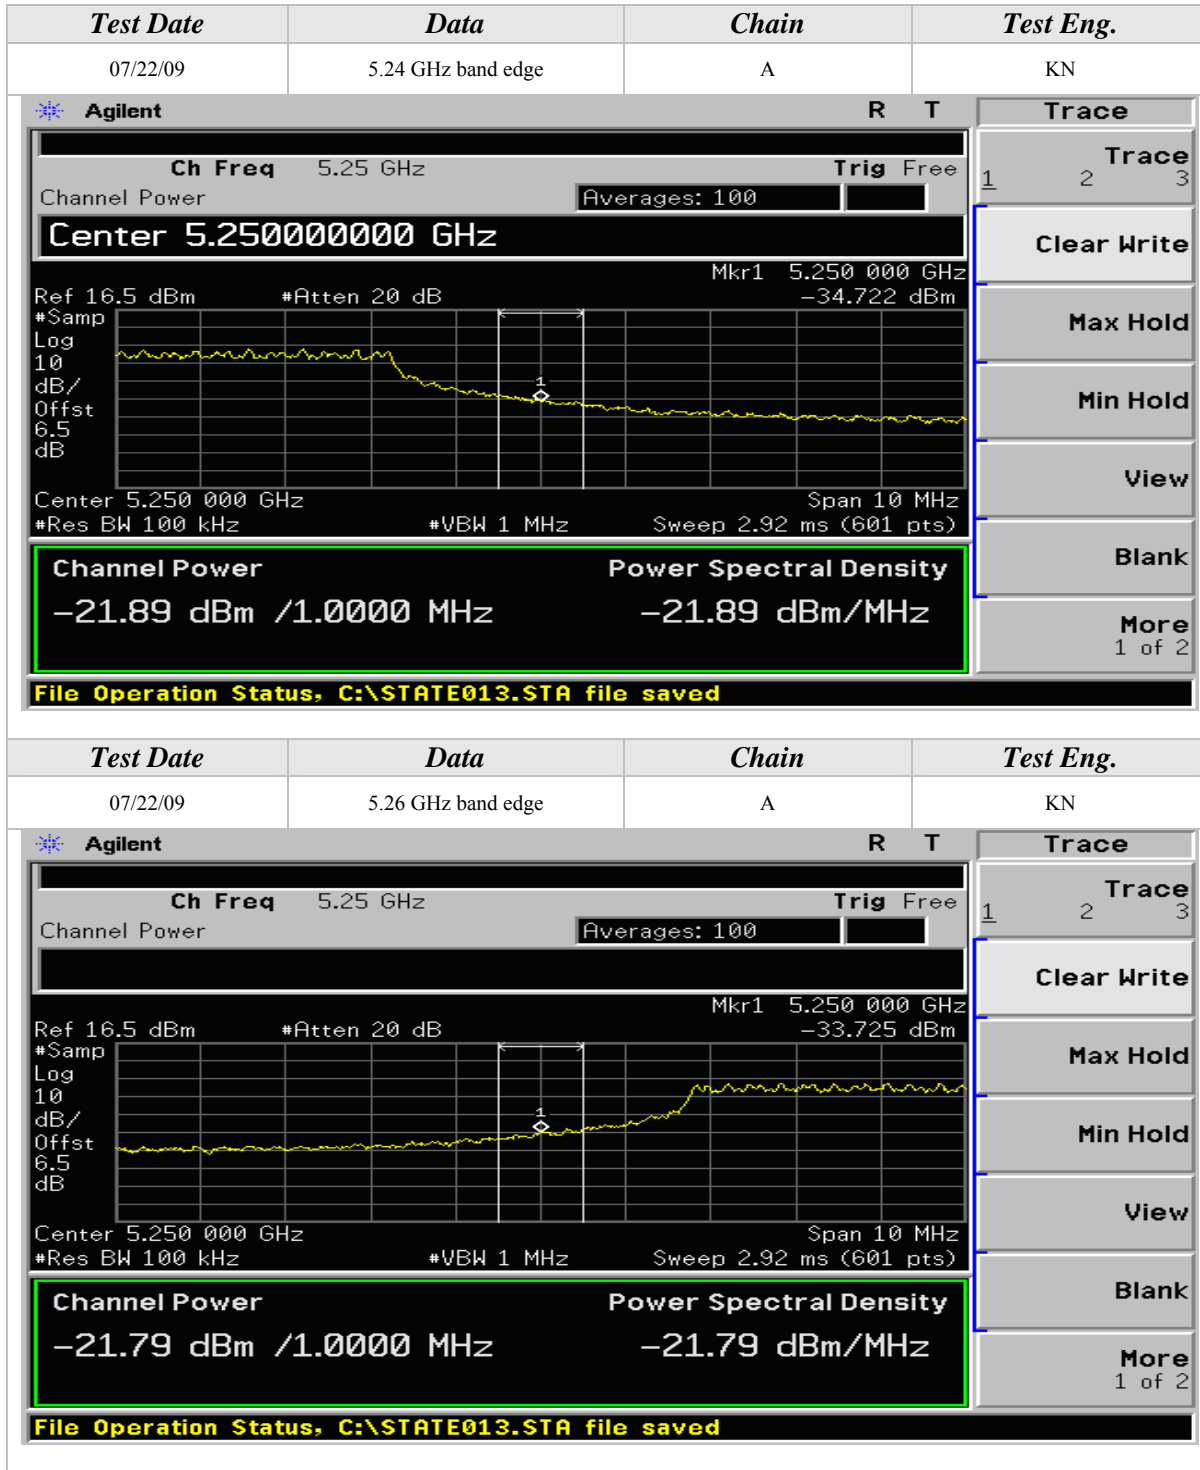 Test Date Data Chain Test Eng.
07/22/09 5.24 GHz band edge A KN
Agilent R T Trace
Ch Freq 5.25 GHz Trig Free
Channel Power Averages: 100
Center 5.250000000 GHz
Mkr1 5.250 000 GHz
Ref 16.5 dBm #Atten 20 dB -34.722 dBm
#Samp
Log
10
dB/
Offst
6.5
dB
1
Center 5.250 000 GHz Span 10 MHz
#Res BW 100 kHz #VBW 1 MHz Sweep 2.92 ms (601 pts)
Channel Power Power Spectral Density
-21.89 dBm /1.0000 MHz -21.89 dBm/MHz
File Operation Status, C:\STATE013.STA file saved
Trace
1 2 3
Clear Write
Max Hold
Min Hold
View
Blank
More
1 of 2
Test Date Data Chain Test Eng.
07/22/09 5.26 GHz band edge A KN
Agilent R T Trace
Ch Freq 5.25 GHz Trig Free
Channel Power Averages: 100
Mkr1 5.250 000 GHz
Ref 16.5 dBm #Atten 20 dB -33.725 dBm
#Samp
Log
10
dB/
Offst
6.5
dB
1
Center 5.250 000 GHz Span 10 MHz
#Res BW 100 kHz #VBW 1 MHz Sweep 2.92 ms (601 pts)
Channel Power Power Spectral Density
-21.79 dBm /1.0000 MHz -21.79 dBm/MHz
File Operation Status, C:\STATE013.STA file saved
Trace
1 2 3
Clear Write
Max Hold
Min Hold
View
Blank
More
1 of 2